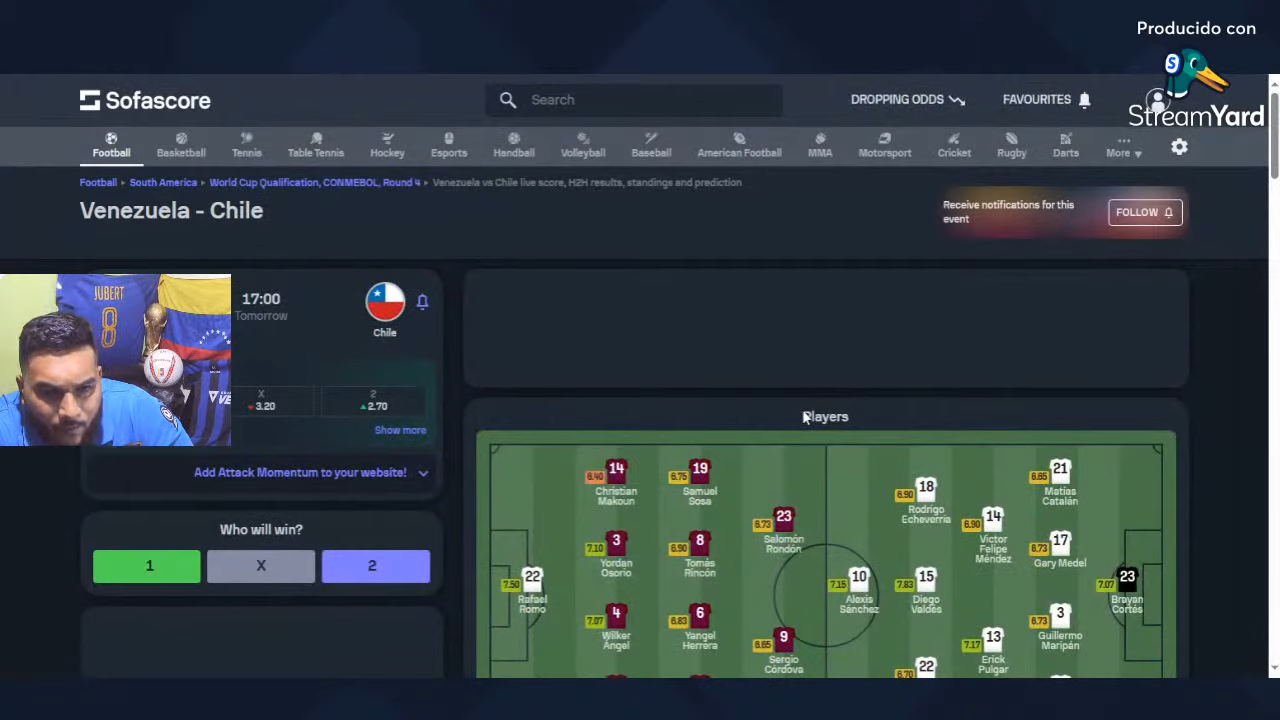 Producido con
StreamYard
Sofascore
Search
DROPPING ODDS
FAVOURITES
Football
Basketball
Tennis
Table Tennis
Hockey
Esports
Handball
Volleyball
Baseball
American Football
MMA
Motorsport
Cricket
Rugby
Darts
More
Football
South America
World Cup Qualification, CONMEBOL, Round 4
Venezuela vs Chile live score, H2H results, standings and prediction
Venezuela - Chile
Receive notifications for this
event
FOLLOW
JUBERT
8
17:00
Tomorrow
Chile
X
3.20
2
2.70
Show more
Add Attack Momentum to your website!
Who will win?
1
X
2
Players
14
6.40
Christian
Makoun
19
6.75
Samuel
Sosa
23
6.73
Salomón
Rondón
3
7.10
Yordan
Osorio
8
6.90
Tomás
Rincón
22
7.50
Rafael
Romo
4
7.07
Wilker
Ángel
6
6.83
Yangel
Herrera
9
6.65
Sergio
Córdova
18
6.90
Rodrigo
Echeverría
14
6.90
Víctor
Felipe
Méndez
21
6.65
Matías
Catalán
17
6.73
Gary Medel
10
7.15
Alexis
Sánchez
15
7.83
Diego
Valdés
23
7.07
Brayan
Cortés
13
7.17
Erick
Pulgar
3
6.73
Guillermo
Maripán
22
6.70